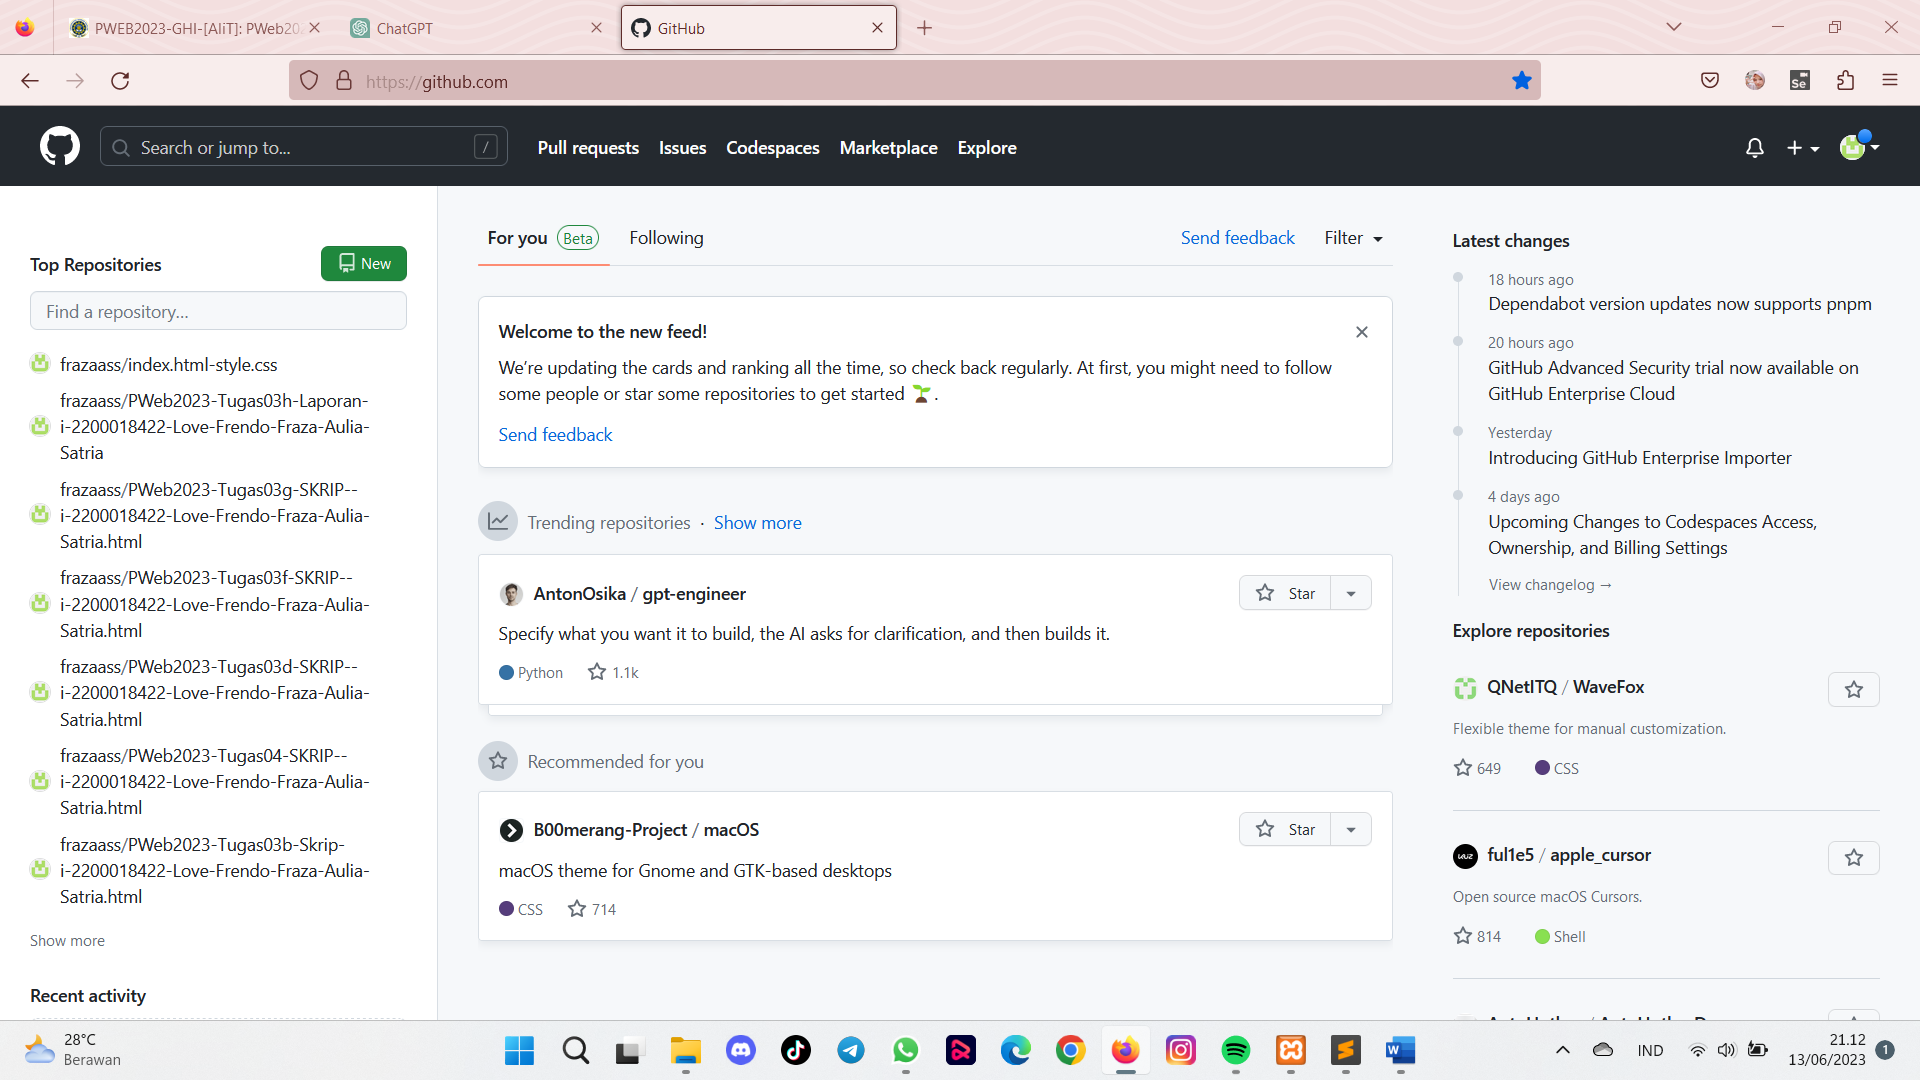 PWEB2023-GHI-[AliT]: PWeb20
ChatGPT
GitHub
https://github.com
Se
Search or jump to...
/
Pull requests
Issues
Codespaces
Marketplace
Explore
Top Repositories
New
Find a repository…
frazaass/index.html-style.css
frazaass/PWeb2023-Tugas03h-Laporan-
i-2200018422-Love-Frendo-Fraza-Aulia-
Satria
frazaass/PWeb2023-Tugas03g-SKRIP--
i-2200018422-Love-Frendo-Fraza-Aulia-
Satria.html
frazaass/PWeb2023-Tugas03f-SKRIP--
i-2200018422-Love-Frendo-Fraza-Aulia-
Satria.html
frazaass/PWeb2023-Tugas03d-SKRIP--
i-2200018422-Love-Frendo-Fraza-Aulia-
Satria.html
frazaass/PWeb2023-Tugas04-SKRIP--
i-2200018422-Love-Frendo-Fraza-Aulia-
Satria.html
frazaass/PWeb2023-Tugas03b-Skrip-
i-2200018422-Love-Frendo-Fraza-Aulia-
Satria.html
Show more
Recent activity
For you Beta
Following
Send feedback
Filter
Welcome to the new feed!
We’re updating the cards and ranking all the time, so check back regularly. At first, you might need to follow
some people or star some repositories to get started 🌱.
Send feedback
Trending repositories · Show more
AntonOsika / gpt-engineer
Star
Specify what you want it to build, the AI asks for clarification, and then builds it.
Python 1.1k
Recommended for you
B00merang-Project / macOS
Star
macOS theme for Gnome and GTK-based desktops
CSS 714
Latest changes
18 hours ago
Dependabot version updates now supports pnpm
20 hours ago
GitHub Advanced Security trial now available on
GitHub Enterprise Cloud
Yesterday
Introducing GitHub Enterprise Importer
4 days ago
Upcoming Changes to Codespaces Access,
Ownership, and Billing Settings
View changelog →
Explore repositories
QNetITQ / WaveFox
Flexible theme for manual customization.
649 CSS
ful1e5 / apple_cursor
Open source macOS Cursors.
814 Shell
28°C
Berawan
IND
21.12
13/06/2023
1